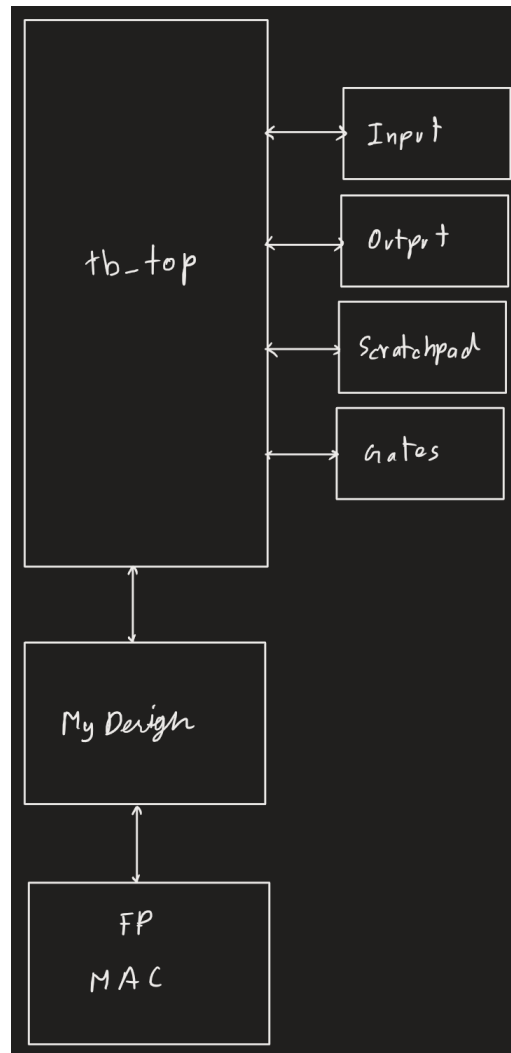 tb_top
Input
Output
Scratchpad
Gates
My Design
FP
MAC